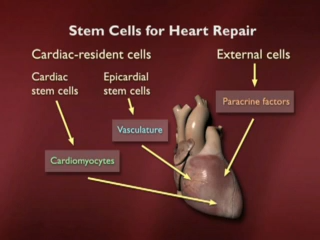 Stem Cells for Heart Repair
Cardiac-resident cells
External cells
Cardiac
stem cells
Epicardial
stem cells
Paracrine factors
Vasculature
Cardiomyocytes